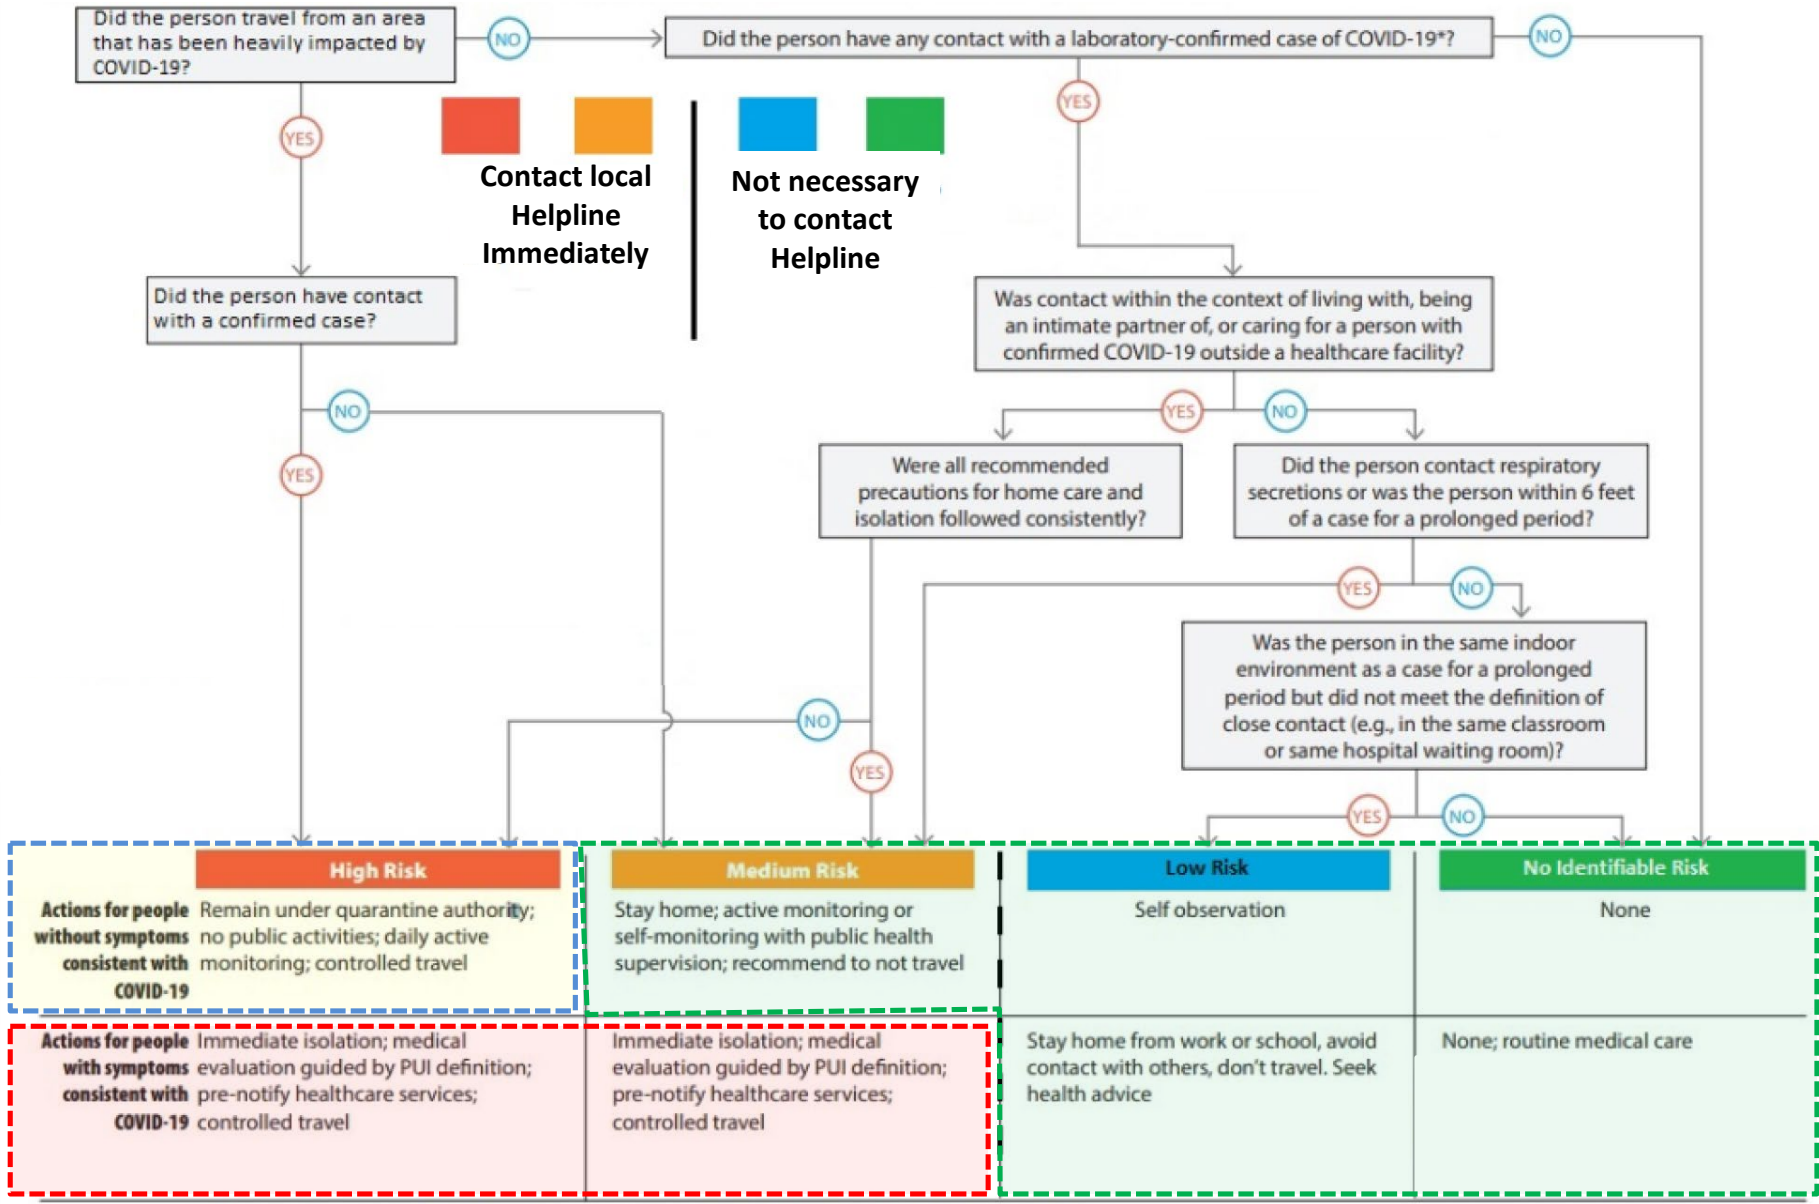 Did the person travel from an area
that has been heavily impacted by
COVID-19?
NO
Did the person have any contact with a laboratory-confirmed case of COVID-19*?
NO
YES
YES
Contact local
Helpline
Immediately
Not necessary
to contact
Helpline
Did the person have contact
with a confirmed case?
Was contact within the context of living with, being
an intimate partner of, or caring for a person with
confirmed COVID-19 outside a healthcare facility?
NO
YES
YES
NO
Were all recommended
precautions for home care and
isolation followed consistently?
Did the person contact respiratory
secretions or was the person within 6 feet
of a case for a prolonged period?
YES
NO
Was the person in the same indoor
environment as a case for a prolonged
period but did not meet the definition of
close contact (e.g., in the same classroom
or same hospital waiting room)?
NO
YES
YES
NO
High Risk
Medium Risk
Low Risk
No Identifiable Risk
Actions for people
without symptoms
consistent with
COVID-19
Remain under quarantine authority;
no public activities; daily active
monitoring; controlled travel
Stay home; active monitoring or
self-monitoring with public health
supervision; recommend to not travel
Self observation
None
Actions for people
with symptoms
consistent with
COVID-19
Immediate isolation; medical
evaluation guided by PUI definition;
pre-notify healthcare services;
controlled travel
Immediate isolation; medical
evaluation guided by PUI definition;
pre-notify healthcare services;
controlled travel
Stay home from work or school, avoid
contact with others, don't travel. Seek
health advice
None; routine medical care